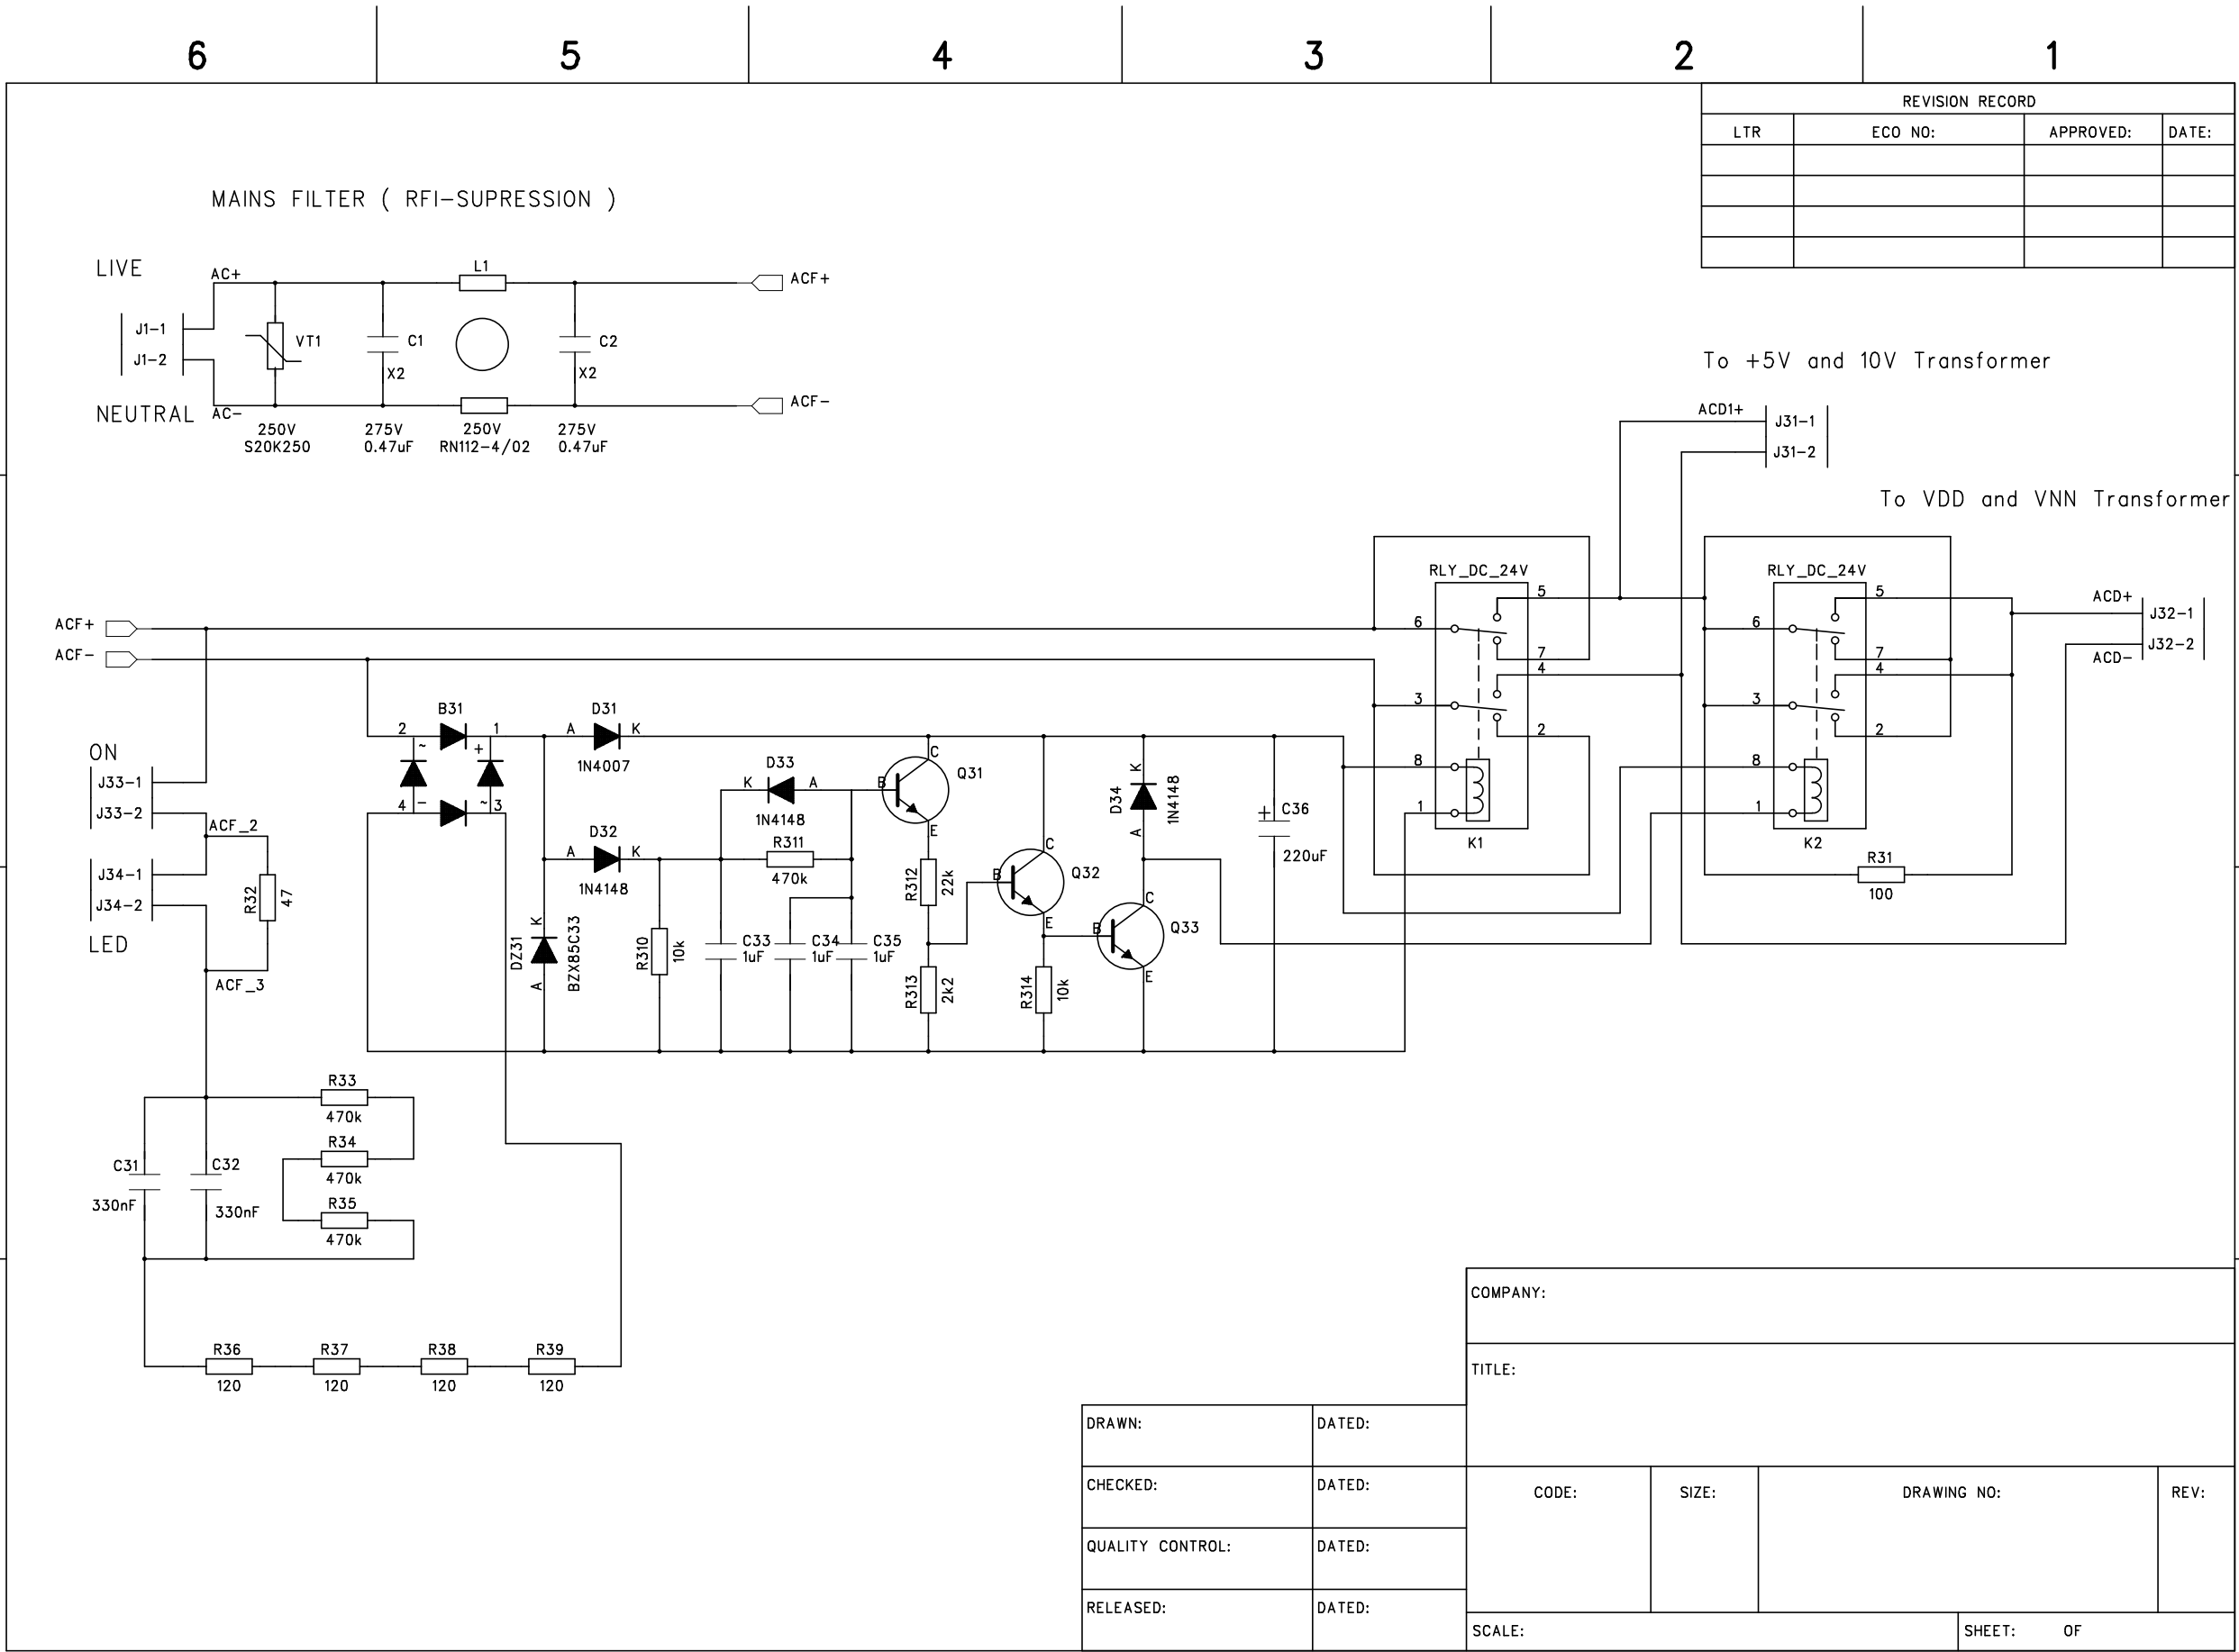 6 5 4 3 2 1
REVISION RECORD
LTR ECO NO: APPROVED: DATE:
MAINS FILTER ( RFI-SUPRESSION )
LIVE
AC+
L1
ACF+
J1-1
J1-2
VT1
C1
X2
C2
X2
NEUTRAL
AC-
ACF-
250V
S20K250
275V
0.47uF
250V
RN112-4/02
275V
0.47uF
To +5V and 10V Transformer
ACD1+
J31-1
J31-2
To VDD and VNN Transformer
RLY_DC_24V
5
6
7
4
3
2
8
1
K1
RLY_DC_24V
5
6
7
4
3
2
8
1
K2
R31
100
ACD+
J32-1
J32-2
ACD-
ACF+
ACF-
ON
J33-1
J33-2
ACF_2
J34-1
J34-2
LED
R32
47
ACF_3
B31
2 1
~ +
4 - ~ 3
D31
A K
1N4007
D32
A K
1N4148
DZ31
K
A
BZX85C33
R310
10k
D33
K A
1N4148
R311
470k
C33
1uF
C34
1uF
C35
1uF
B C Q31
E
R312
22k
R313
2k2
B C Q32
E
R314
10k
B C Q33
E
D34
K
A
1N4148
+ C36
220uF
R33
470k
R34
470k
R35
470k
C31
330nF
C32
330nF
R36
120
R37
120
R38
120
R39
120
COMPANY:
TITLE:
DRAWN: DATED:
CHECKED: DATED:
QUALITY CONTROL: DATED:
RELEASED: DATED:
CODE: SIZE: DRAWING NO: REV:
SCALE: SHEET: OF